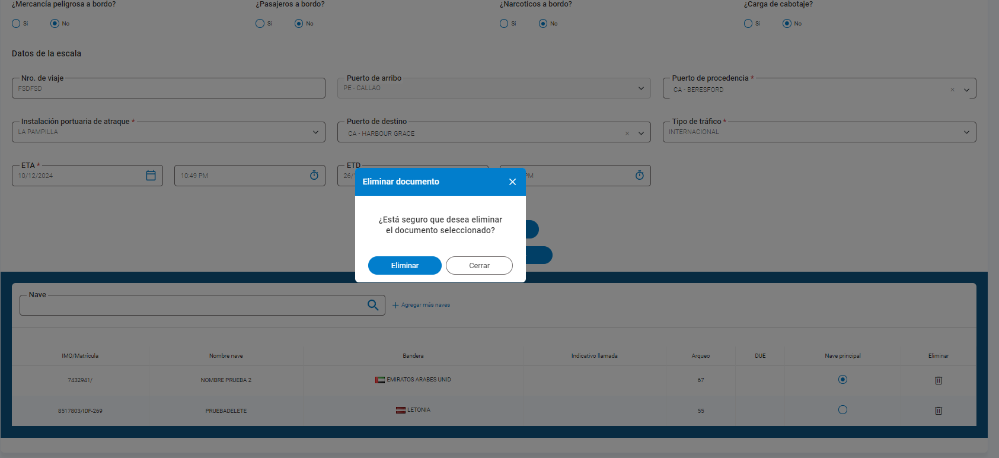 ¿Mercancía peligrosa a bordo? ¿Pasajeros a bordo? ¿Narcoticos a bordo? ¿Carga de cabotaje?
Si No Si No Si No Si No
Datos de la escala
Nro. de viaje Puerto de arribo Puerto de procedencia *
FSDFSD PE - CALLAO CA - BERESFORD
Instalación portuaria de atraque * Puerto de destino Tipo de tráfico *
LA PAMPILLA CA - HARBOUR GRACE INTERNACIONAL
ETA * ETD
10/12/2024 10:49 PM 26/ PM
Eliminar documento
¿Está seguro que desea eliminar
el documento seleccionado?
Eliminar Cerrar
Nave
Agregar más naves
IMO/Matrícula Nombre nave Bandera Indicativo llamada Arqueo DUE Nave principal Eliminar
7432941/ NOMBRE PRUEBA 2 EMIRATOS ARABES UNID 67
8517803/IDF-269 PRUEBADELETE LETONIA 55